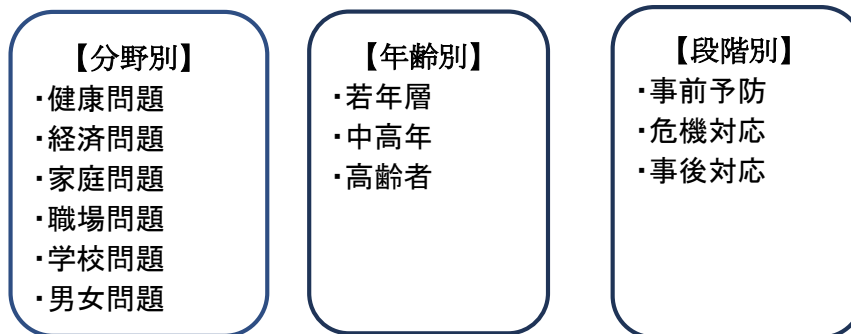 【分野別】
・健康問題
・経済問題
・家庭問題
・職場問題
・学校問題
・男女問題
【年齢別】
・若年層
・中高年
・高齢者
【段階別】
・事前予防
・危機対応
・事後対応